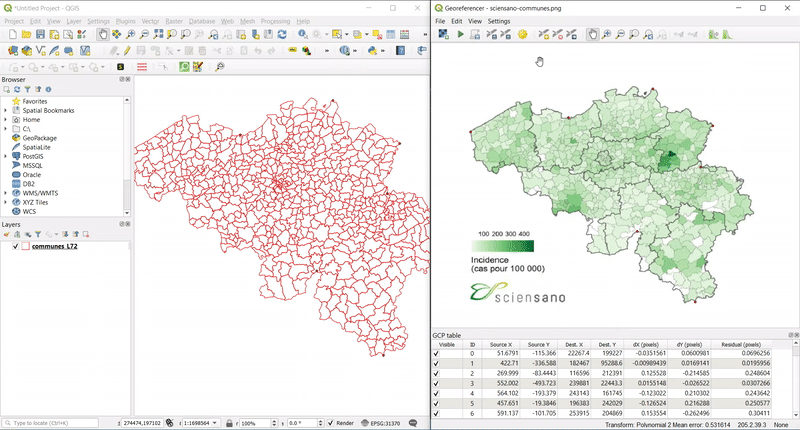 *Untitled Project - QGIS
Project Edit View Layer Settings Plugins Vector Raster Database Web Mesh Processing Help
Browser
Favorites
Spatial Bookmarks
Home
C:\
GeoPackage
SpatiaLite
PostGIS
MSSQL
Oracle
DB2
WMS/WMTS
XYZ Tiles
WCS
Layers
communes_L72
Type to locate (Ctrl+K)
274474,197102
1:1698564
100%
0.0 °
Render
EPSG:31370
Georeferencer - sciensano-communes.png
File Edit View Settings
100 200 300 400
Incidence
(cas pour 100 000)
sciensano
GCP table
Visible ID Source X Source Y Dest. X Dest. Y dX (pixels) dY (pixels) Residual (pixels)
0 51.6791 -115.366 22267.4 199227 -0.0351561 0.0600981 0.0696256
1 422.71 -336.588 182467 95288.6 -0.00989439 0.0169141 0.0195956
2 269.999 -83.4443 116596 212391 0.125528 -0.214585 0.248604
3 552.002 -493.723 239881 22443.3 0.0155148 -0.026522 0.0307266
4 564.102 -193.379 243143 161745 -0.123022 0.210302 0.243642
5 457.651 -19.3846 196383 242029 -0.126524 0.216288 0.250577
6 591.137 -101.705 253915 204869 0.153554 -0.262496 0.30411
Transform: Polynomial 2 Mean error: 0.531614 205.2,39.3 None